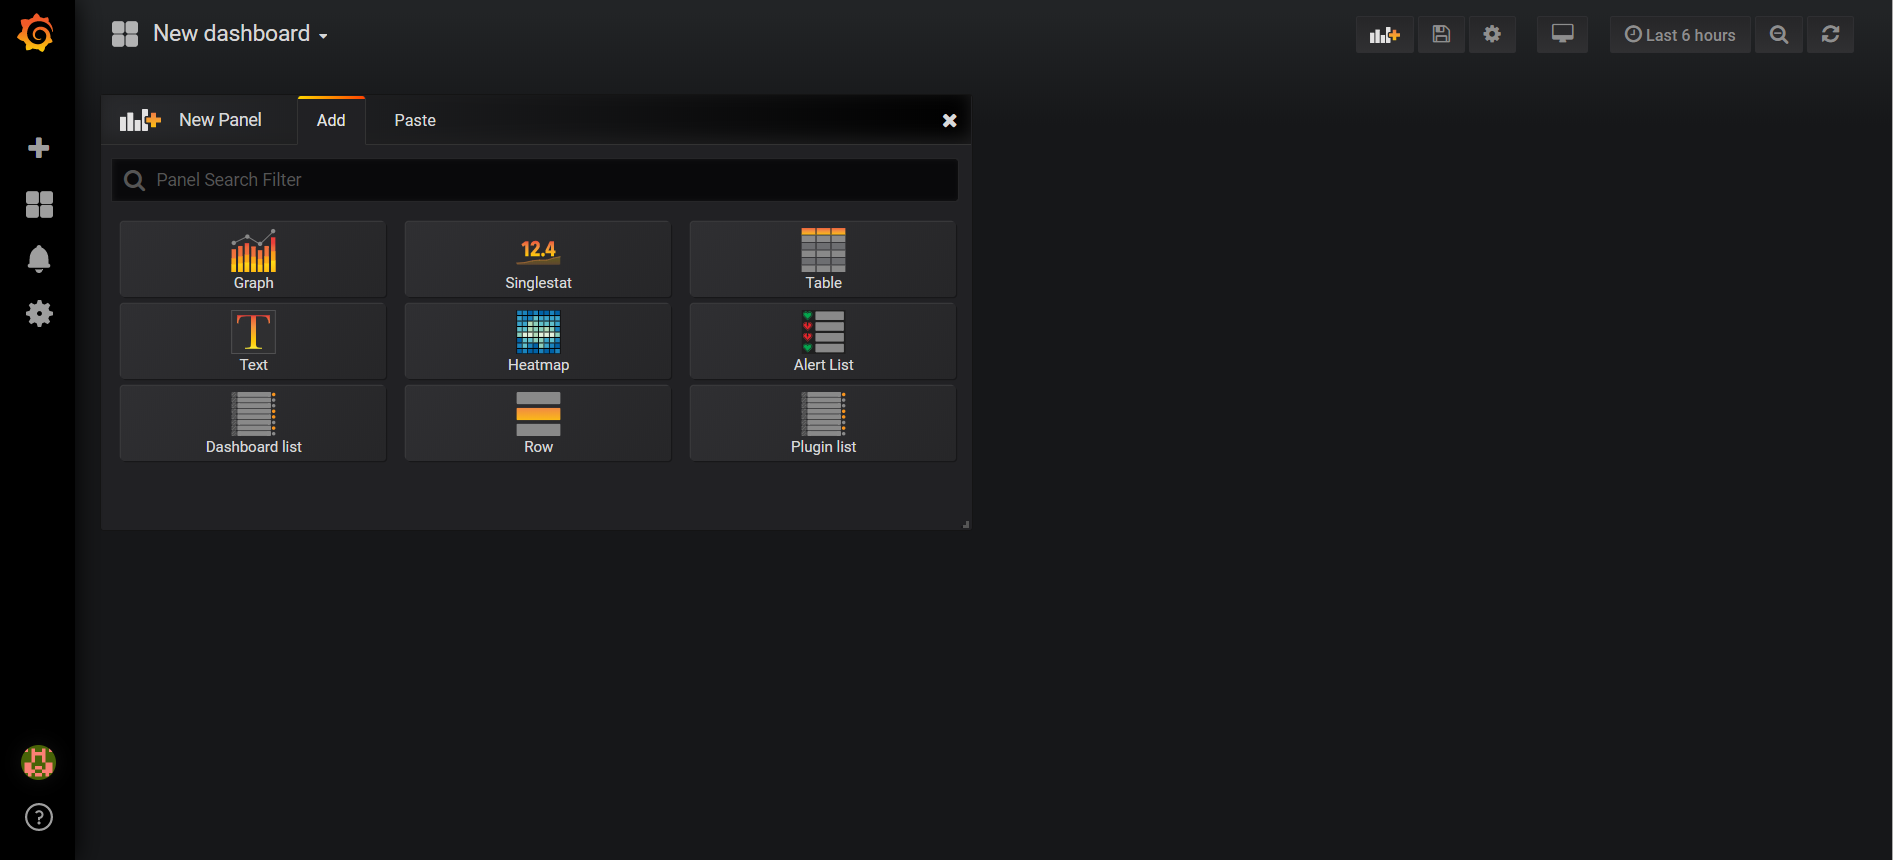 New dashboard
Last 6 hours
New Panel
Add
Paste
Panel Search Filter
Graph
12.4
Singlestat
Table
T
Text
Heatmap
Alert List
Dashboard list
Row
Plugin list
?